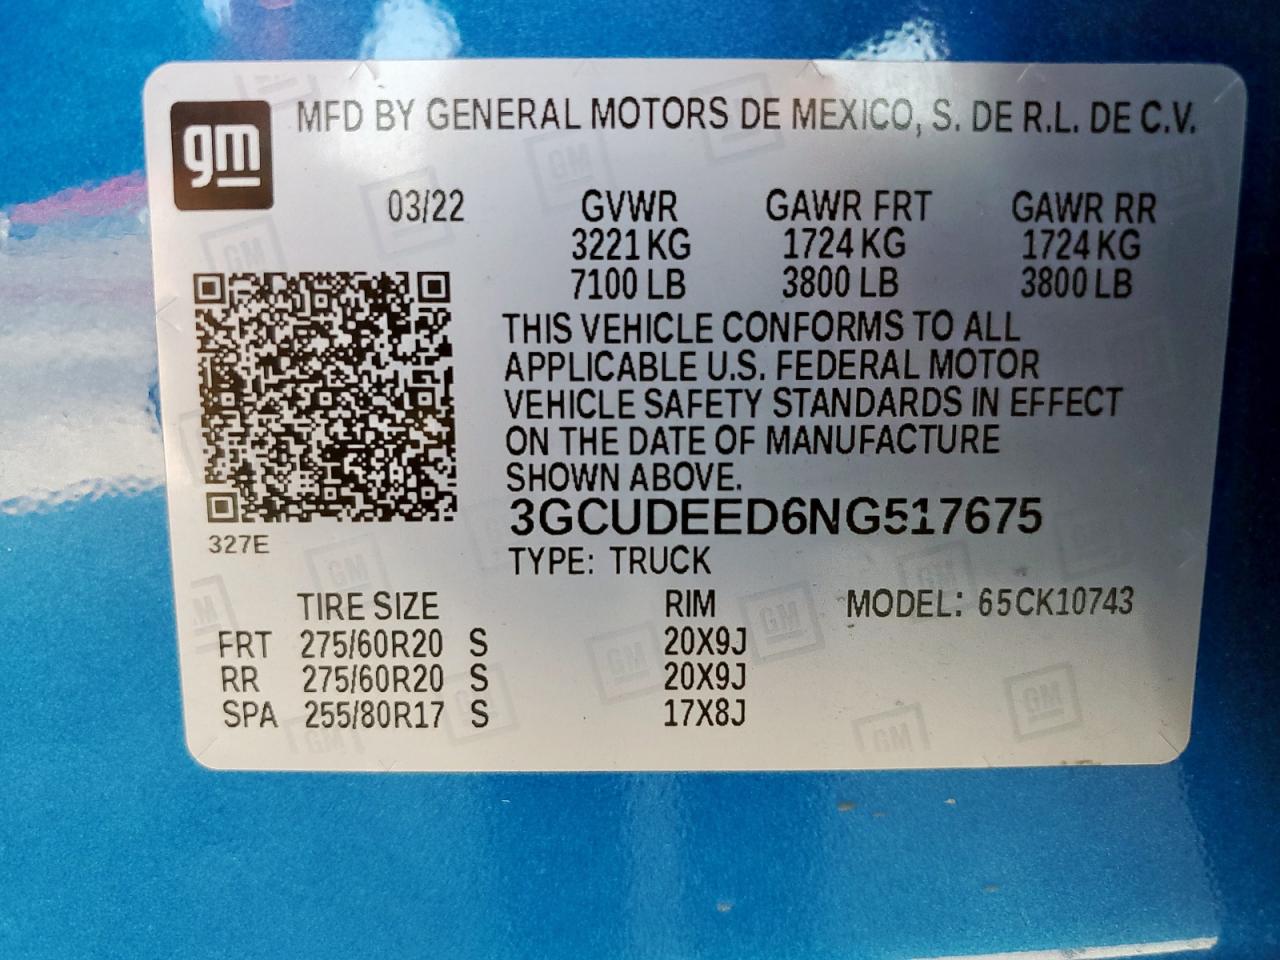 gm
MFD BY GENERAL MOTORS DE MEXICO, S. DE R.L. DE C.V.
03/22 GVWR GAWR FRT GAWR RR
3221 KG 1724 KG 1724 KG
7100 LB 3800 LB 3800 LB
THIS VEHICLE CONFORMS TO ALL
APPLICABLE U.S. FEDERAL MOTOR
VEHICLE SAFETY STANDARDS IN EFFECT
ON THE DATE OF MANUFACTURE
SHOWN ABOVE.
3GCUDEED6NG517675
327E
TYPE: TRUCK
TIRE SIZE RIM MODEL: 65CK10743
FRT 275/60R20 S 20X9J
RR 275/60R20 S 20X9J
SPA 255/80R17 S 17X8J